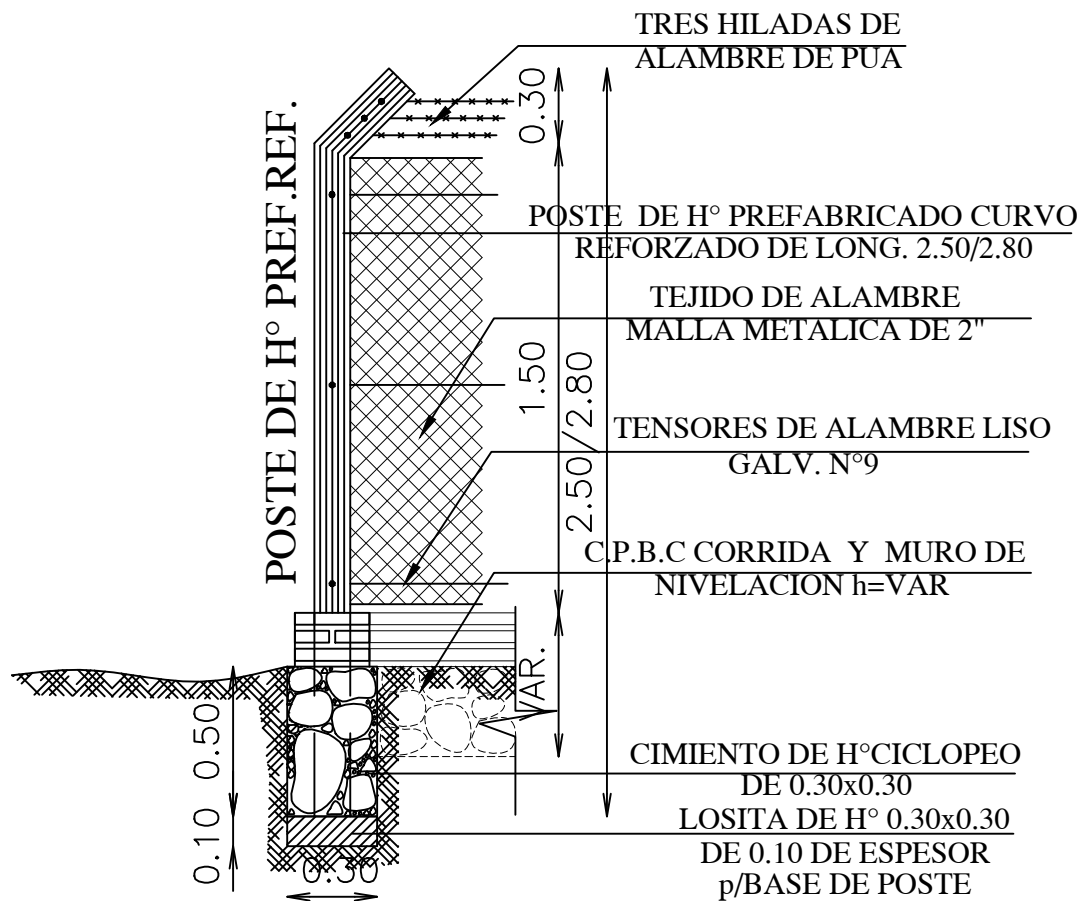 TRES HILADAS DE
ALAMBRE DE PUA
0.30
POSTE DE H° PREF.REF.
POSTE DE H° PREFABRICADO CURVO
REFORZADO DE LONG. 2.50/2.80
TEJIDO DE ALAMBRE
MALLA METALICA DE 2"
1.50
2.50/2.80
TENSORES DE ALAMBRE LISO
GALV. N°9
C.P.B.C CORRIDA Y MURO DE
NIVELACION h=VAR
VAR.
0.50
CIMIENTO DE H°CICLOPEO
DE 0.30x0.30
LOSITA DE H° 0.30x0.30
DE 0.10 DE ESPESOR
p/BASE DE POSTE
0.10
0.30